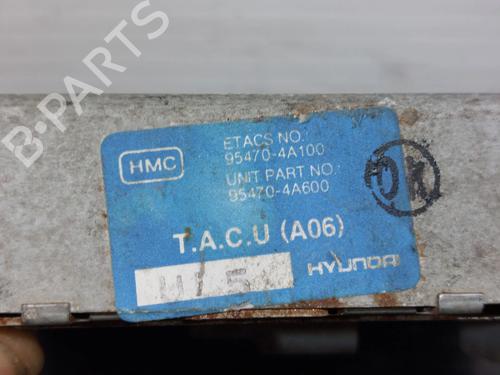 HMC
ETACS NO.:
95470-4A100
UNIT PART NO.:
95470-4A600
OK
T.A.C.U (A06)
HYUNDAI
B-Parts